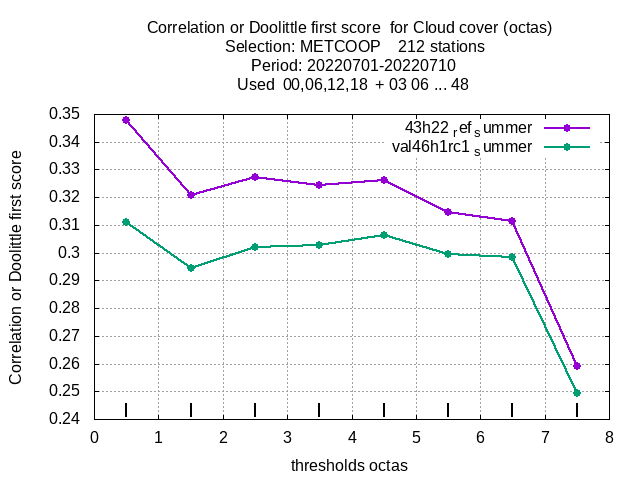 Correlation or Doolittle first score  for Cloud cover (octas)
Selection: METCOOP    212 stations
Period: 20220701-20220710
Used  00,06,12,18  + 03 06 ... 48
43h22 ref summer
val46h1rc1 summer
Correlation or Doolittle first score
0.35
0.34
0.33
0.32
0.31
0.3
0.29
0.28
0.27
0.26
0.25
0.24
0 1 2 3 4 5 6 7 8
thresholds octas